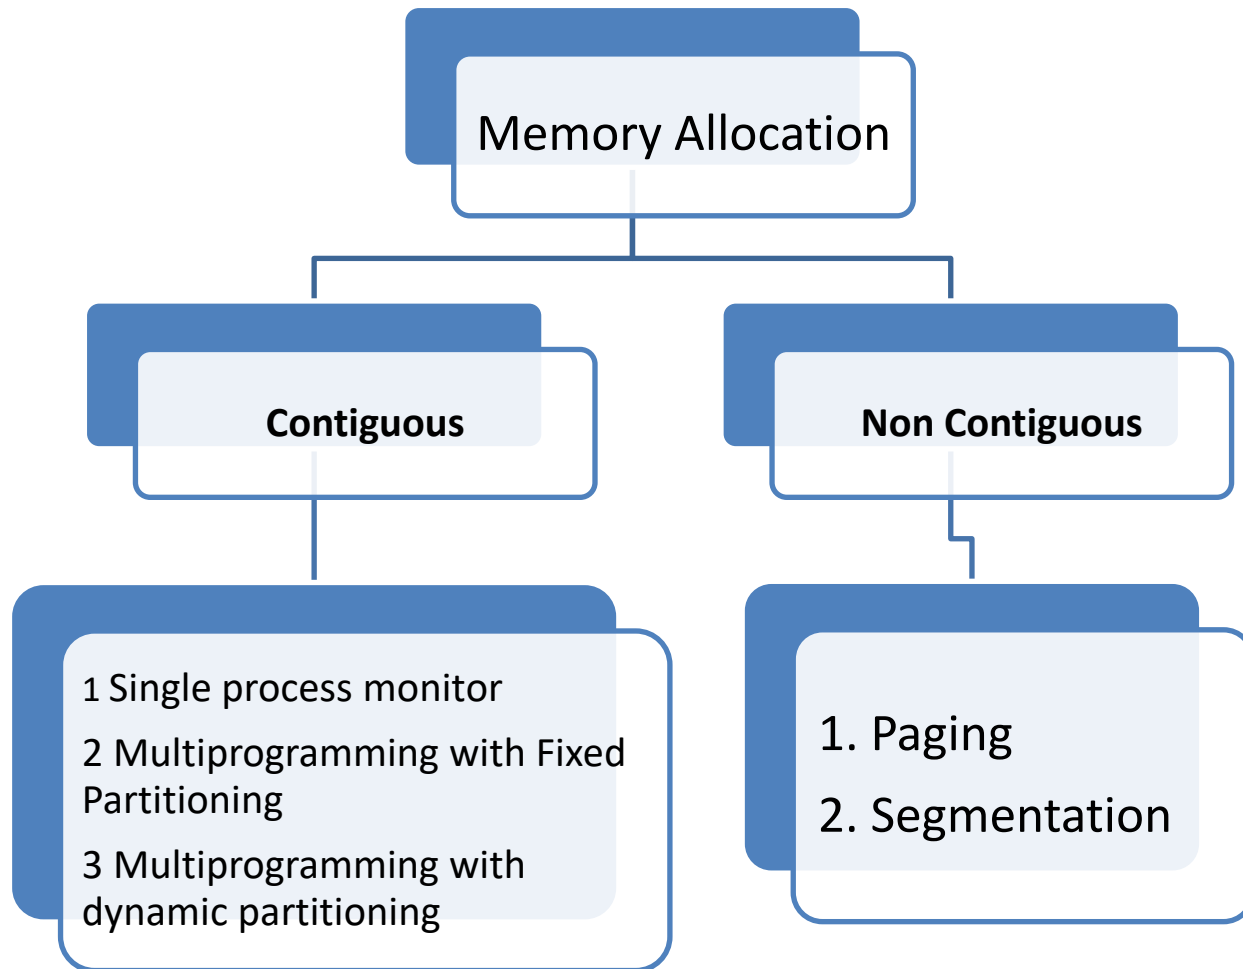 Memory Allocation
Contiguous
Non Contiguous
1 Single process monitor
2 Multiprogramming with Fixed
Partitioning
3 Multiprogramming with
dynamic partitioning
1. Paging
2. Segmentation